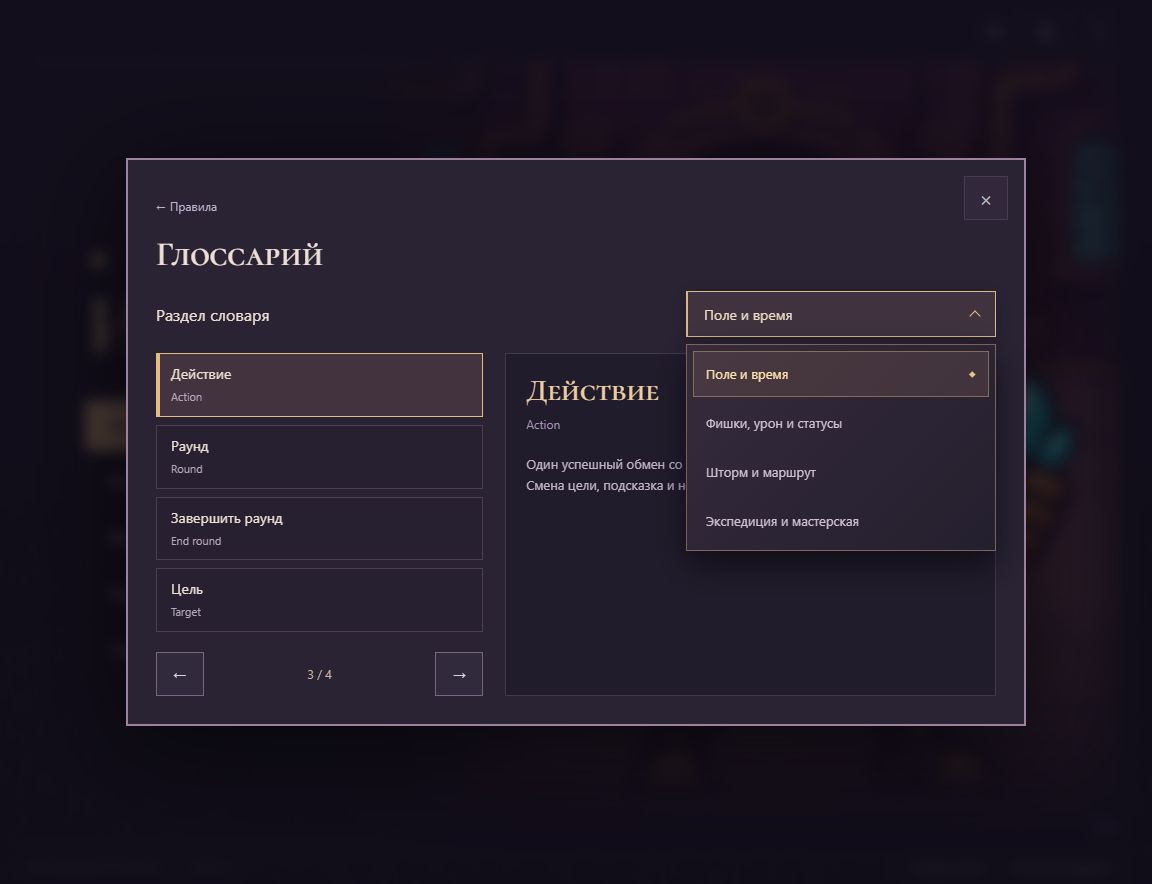 ← Правила
×
Глоссарий
Раздел словаря
Поле и время
Действие
Action
Раунд
Round
Завершить раунд
End round
Цель
Target
←
3 / 4
→
Действие
Action
Один успешный обмен со
Смена цели, подсказка и
Поле и время
Фишки, урон и статусы
Шторм и маршрут
Экспедиция и мастерская